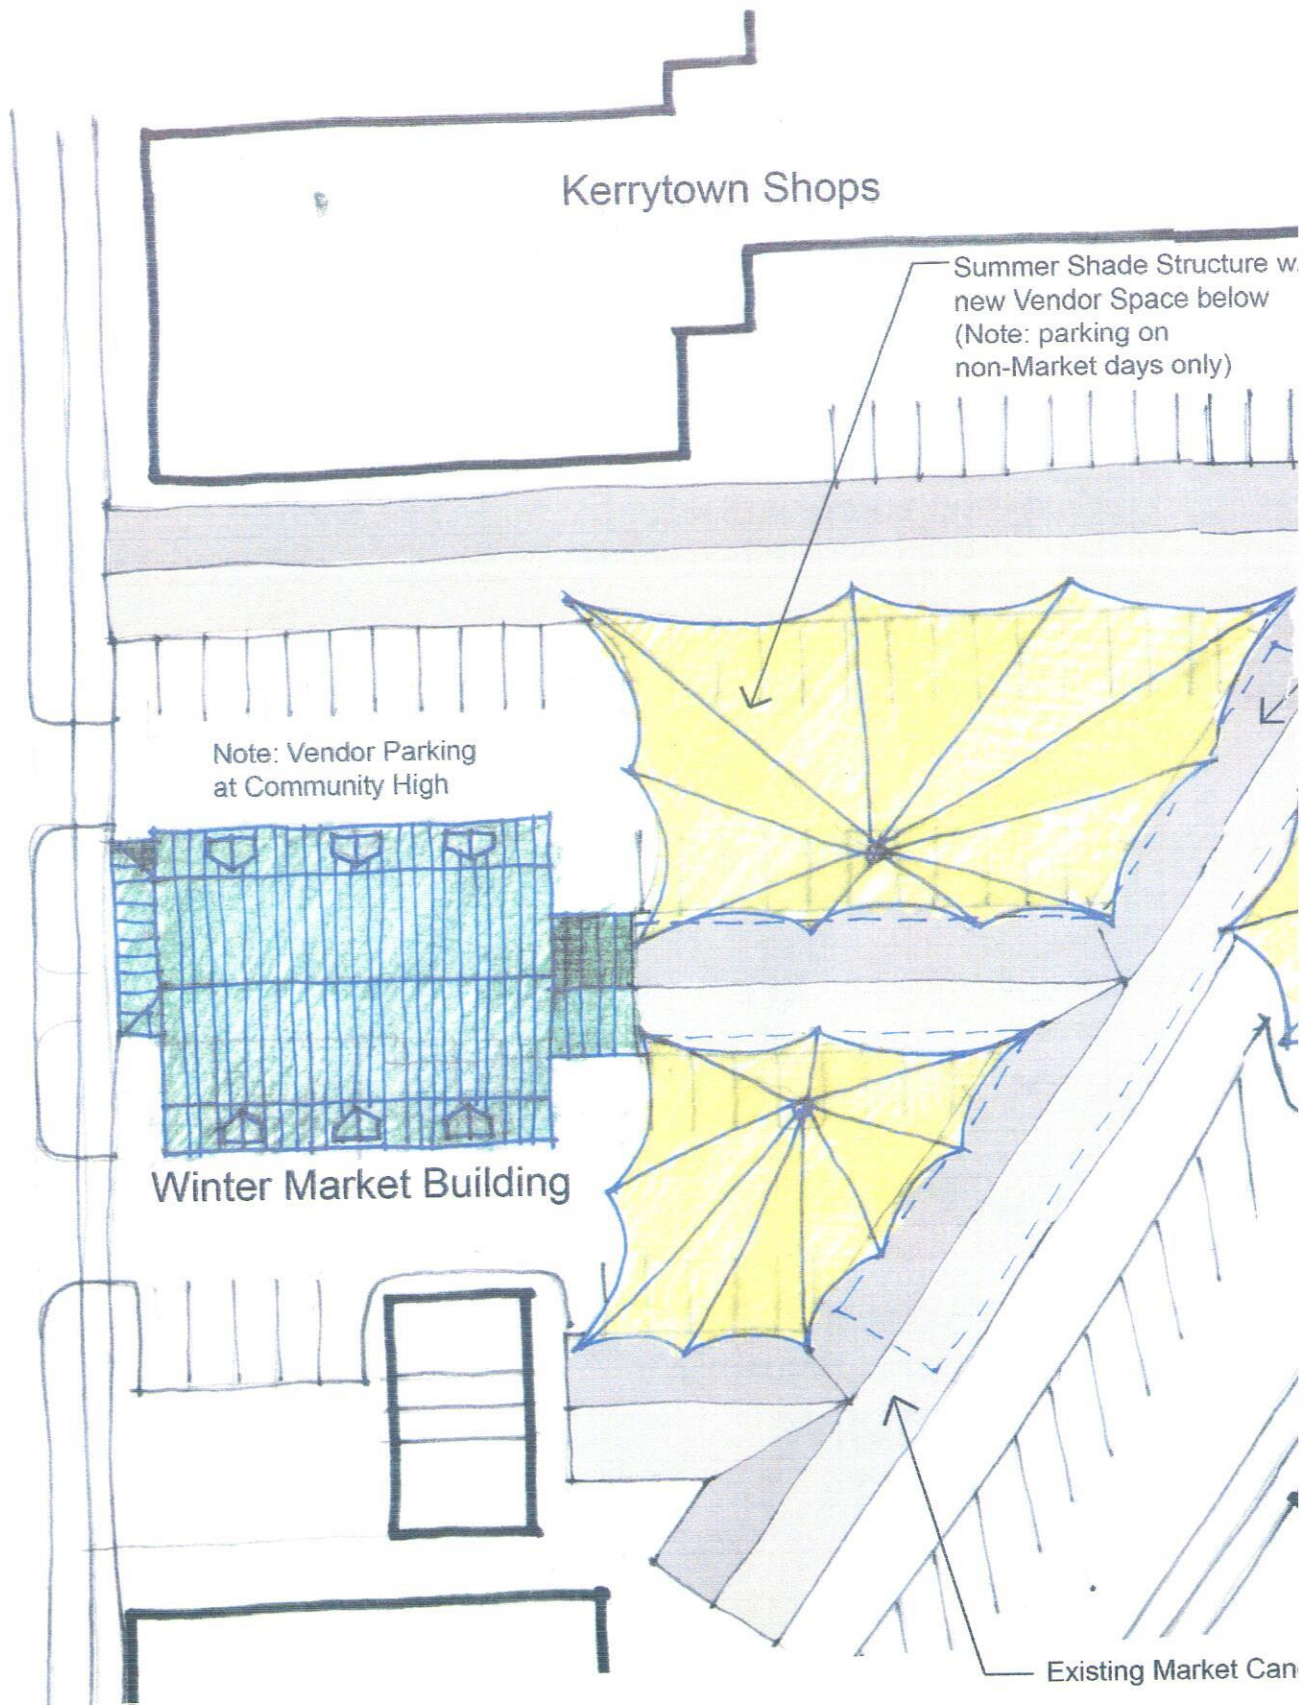 Kerrytown Shops
Summer Shade Structure w
new Vendor Space below
(Note: parking on
non-Market days only)
Note: Vendor Parking
at Community High
Winter Market Building
Existing Market Can